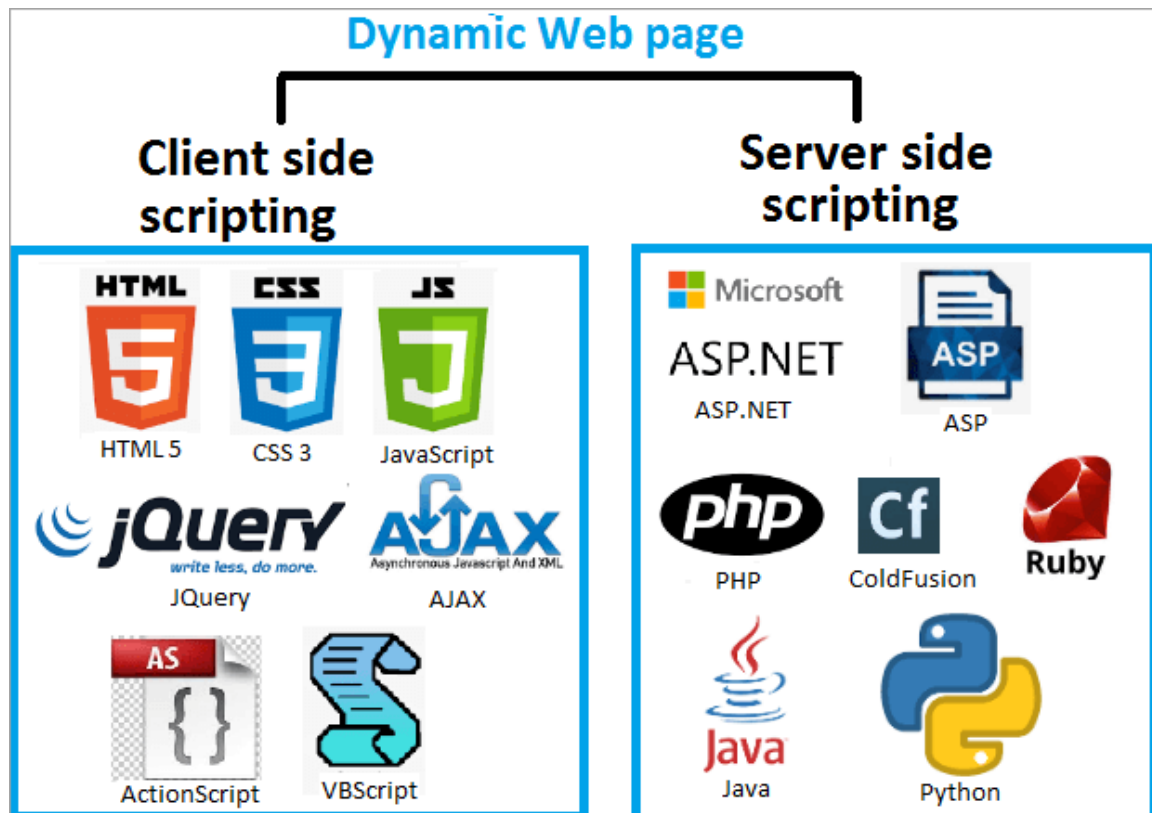 Dynamic Web page
Client side
scripting
Server side
scripting
HTML CSS JS
5 3 J
HTML 5 CSS 3 JavaScript
jQuery
write less, do more.
JQuery
AJAX
Asynchronous Javascript And XML
AJAX
AS
{ }
ActionScript
VBScript
Microsoft
ASP.NET
ASP.NET
ASP
ASP
php
PHP
Cf
ColdFusion
Ruby
Java
Java
Python